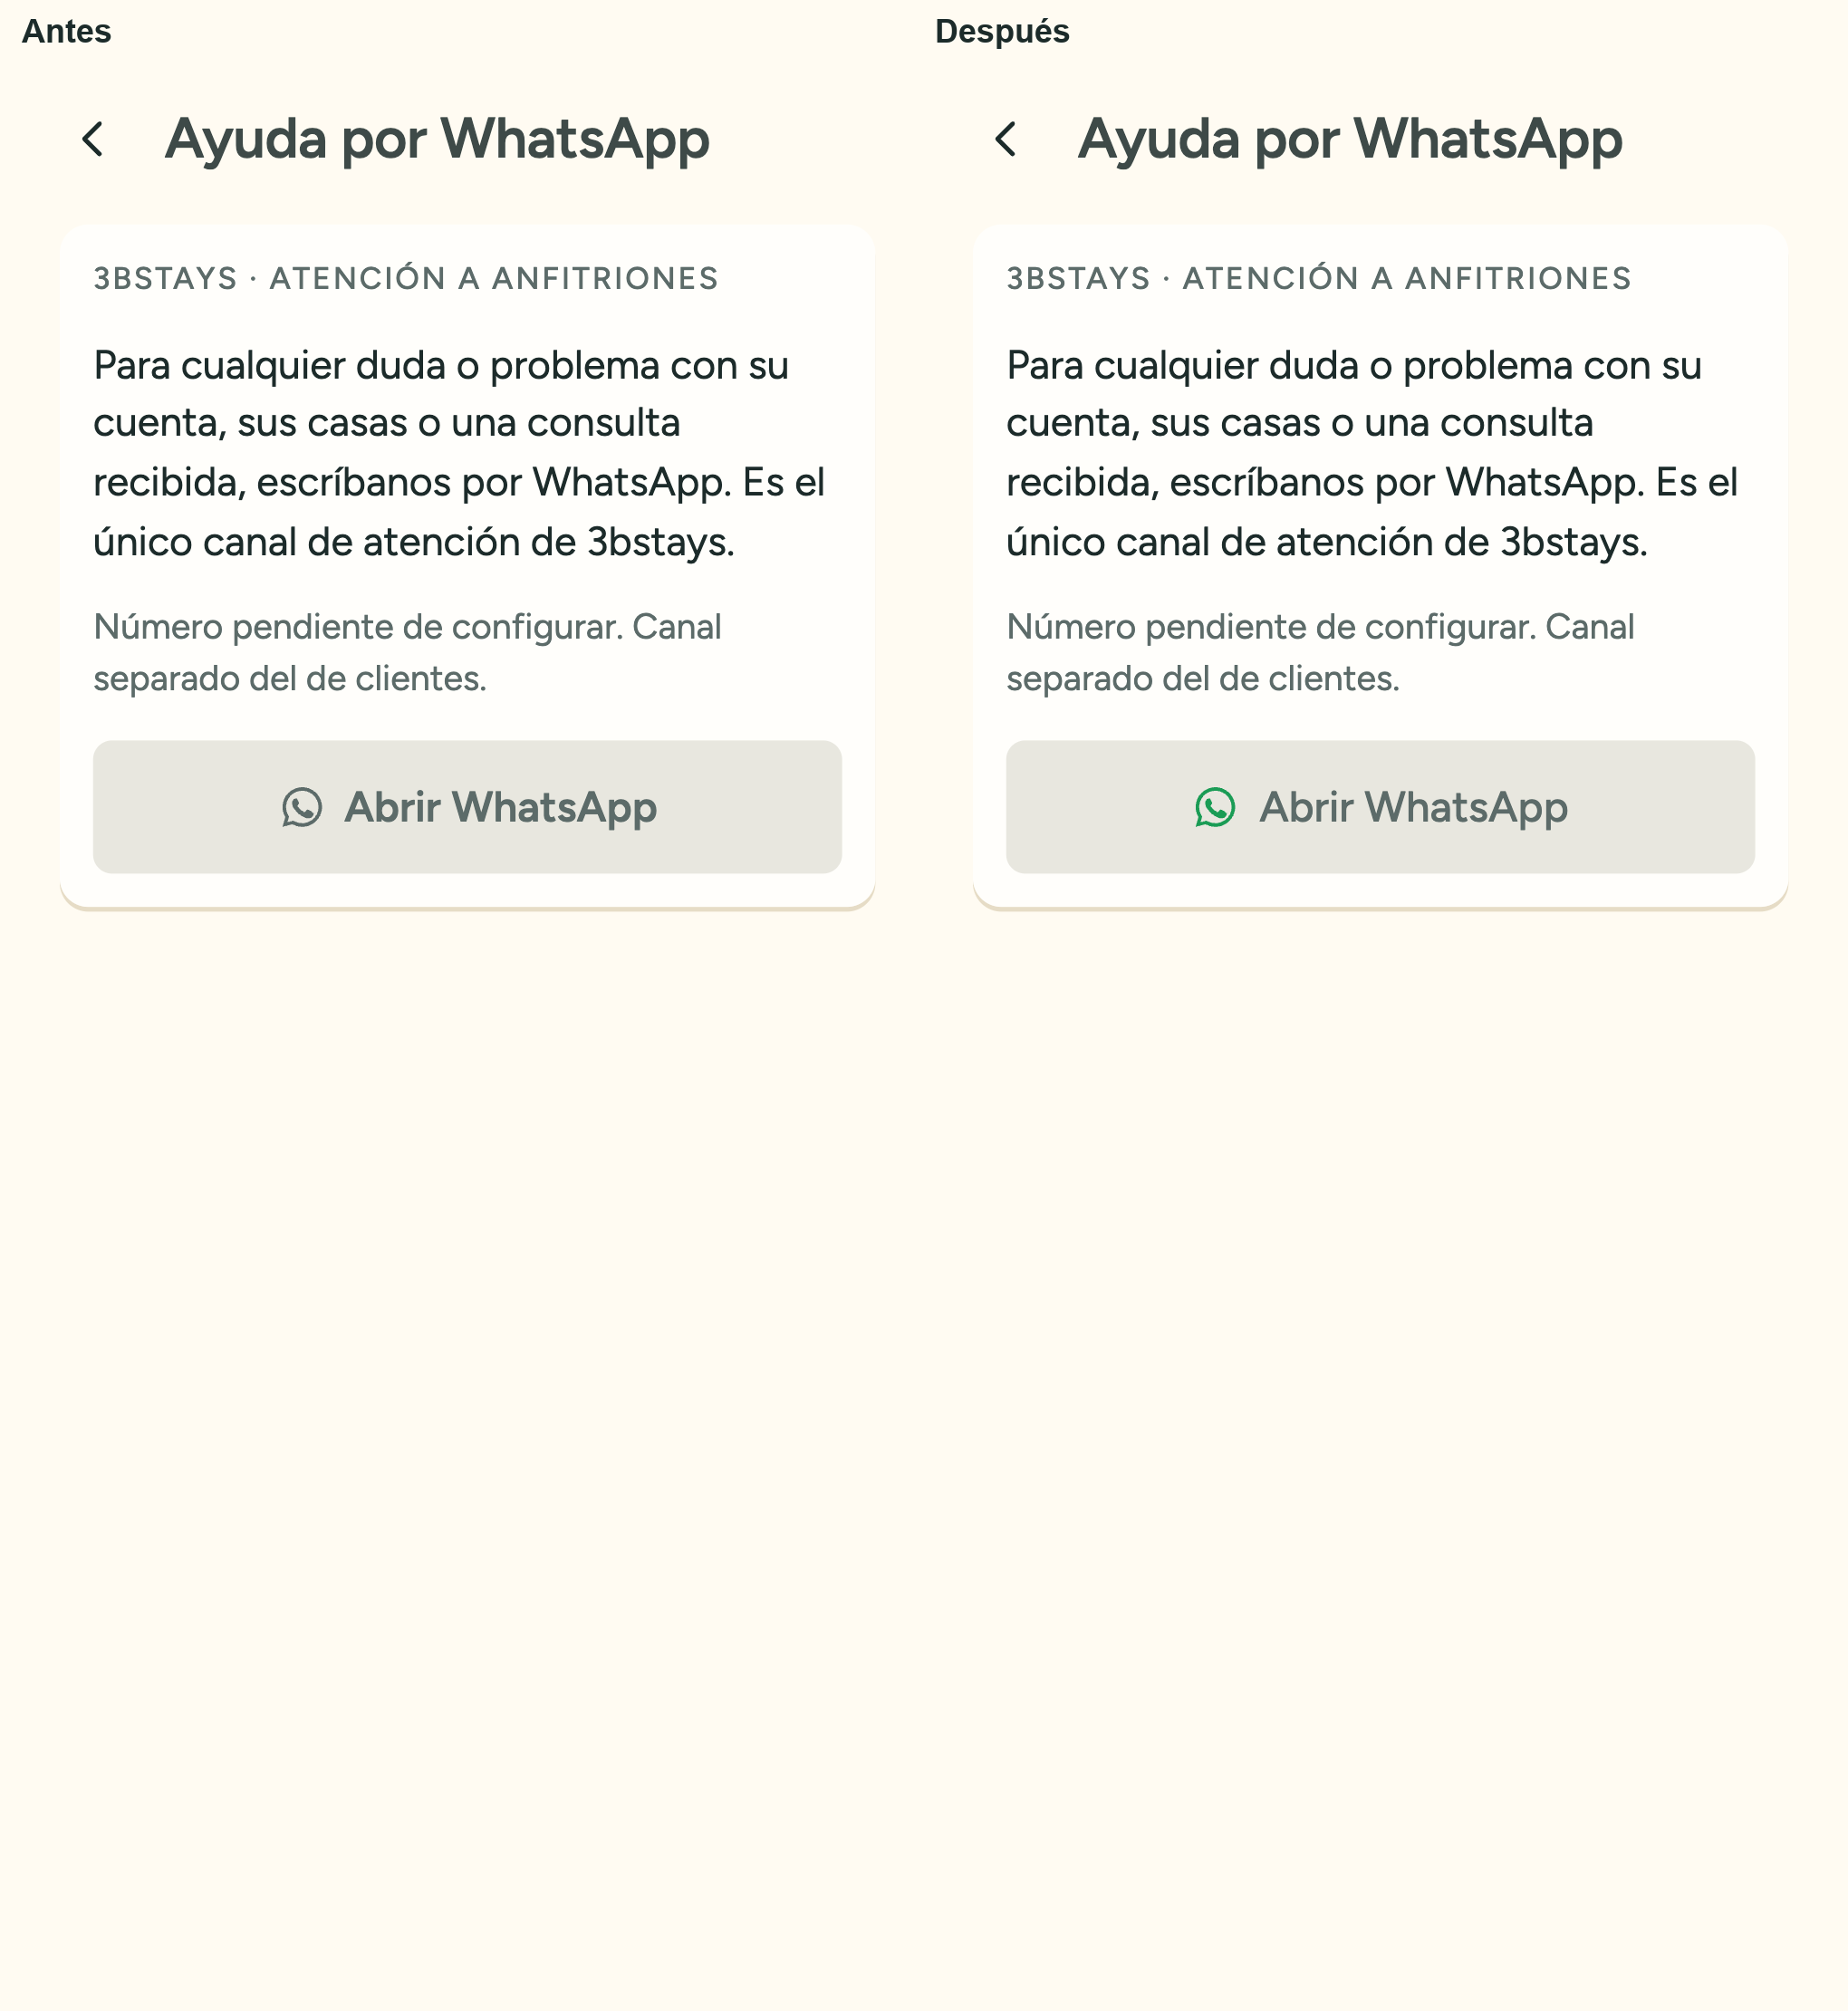 Antes
Ayuda por WhatsApp
3BSTAYS · ATENCIÓN A ANFITRIONES
Para cualquier duda o problema con su
cuenta, sus casas o una consulta
recibida, escríbanos por WhatsApp. Es el
único canal de atención de 3bstays.
Número pendiente de configurar. Canal
separado del de clientes.
Abrir WhatsApp
Después
Ayuda por WhatsApp
3BSTAYS · ATENCIÓN A ANFITRIONES
Para cualquier duda o problema con su
cuenta, sus casas o una consulta
recibida, escríbanos por WhatsApp. Es el
único canal de atención de 3bstays.
Número pendiente de configurar. Canal
separado del de clientes.
Abrir WhatsApp